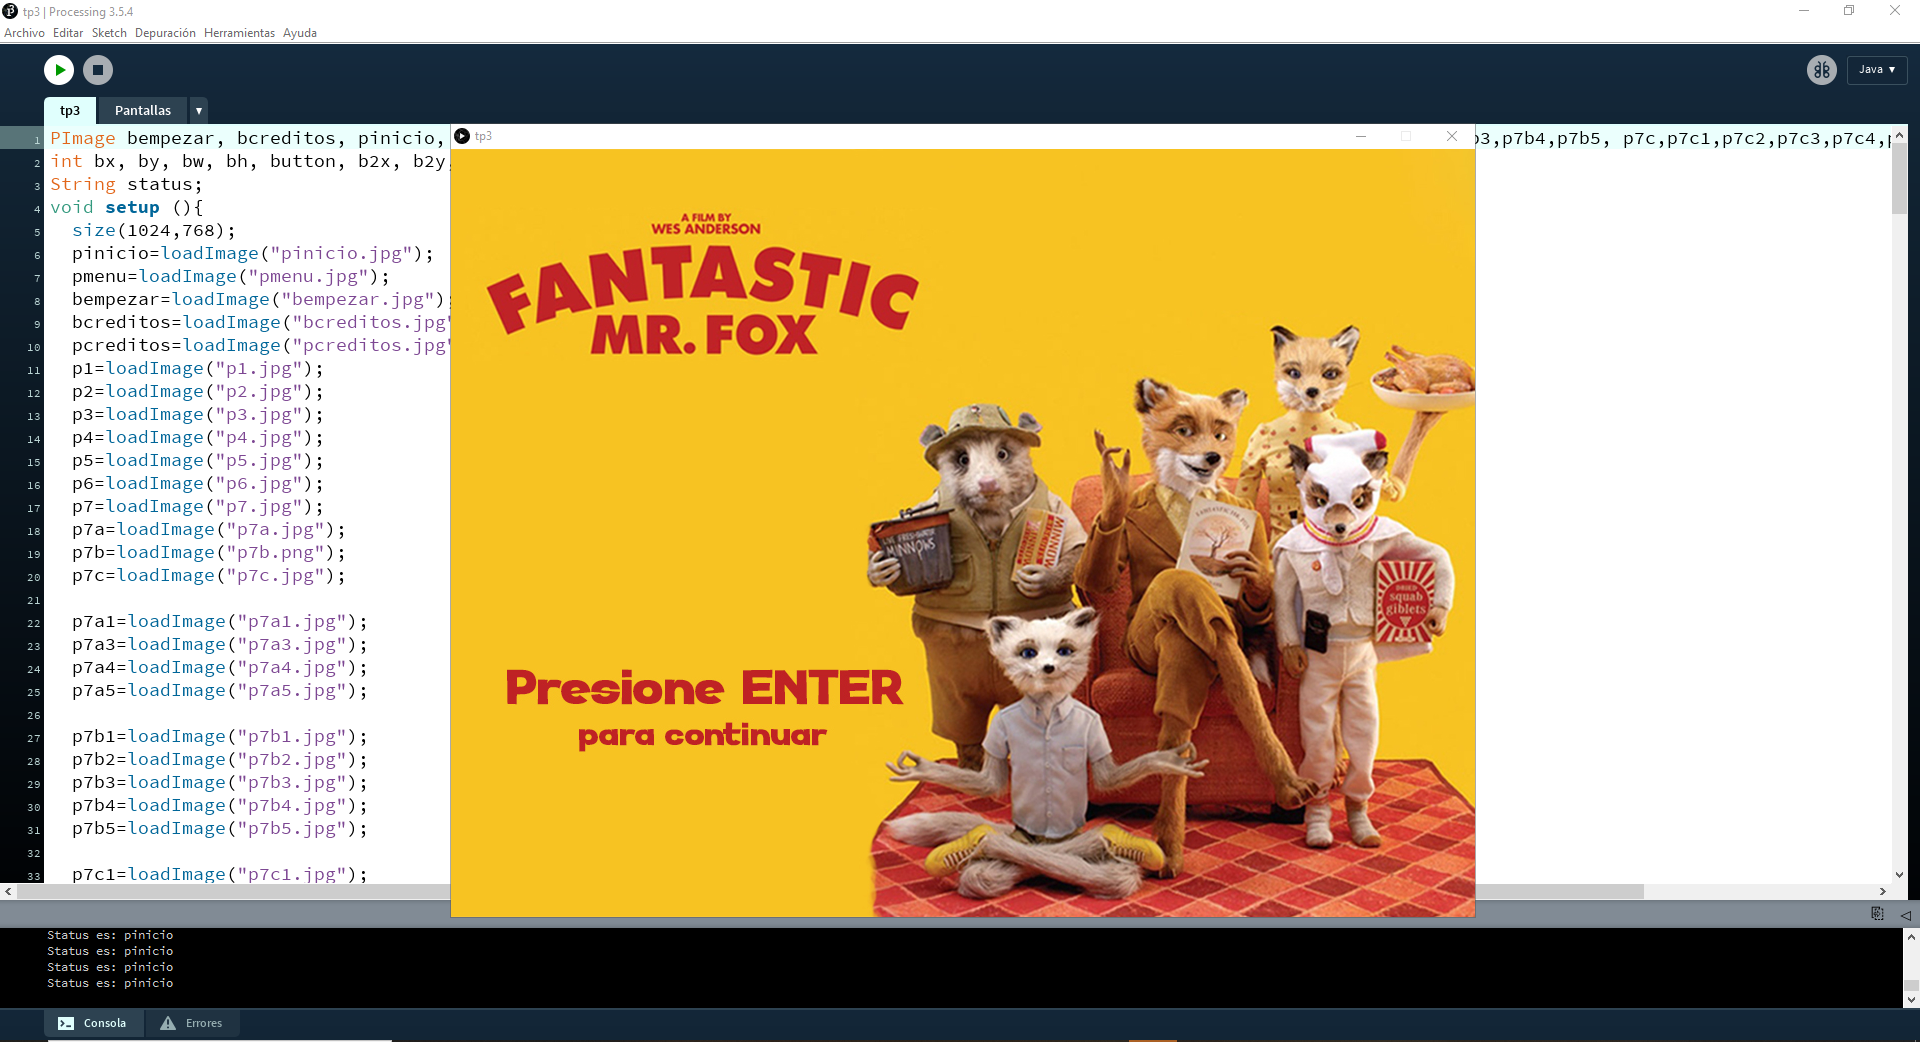 tp3 | Processing 3.5.4
Archivo Editar Sketch Depuración Herramientas Ayuda
Java ▾
tp3 Pantallas ▾
1 PImage bempezar, bcreditos, pinicio,
p3,p7b4,p7b5, p7c,p7c1,p7c2,p7c3,p7c4,
2 int bx, by, bw, bh, button, b2x, b2y,
3 String status;
4 void setup (){
5 size(1024,768);
6 pinicio=loadImage("pinicio.jpg");
7 pmenu=loadImage("pmenu.jpg");
8 bempezar=loadImage("bempezar.jpg");
9 bcreditos=loadImage("bcreditos.jpg"
10 pcreditos=loadImage("pcreditos.jpg"
11 p1=loadImage("p1.jpg");
12 p2=loadImage("p2.jpg");
13 p3=loadImage("p3.jpg");
14 p4=loadImage("p4.jpg");
15 p5=loadImage("p5.jpg");
16 p6=loadImage("p6.jpg");
17 p7=loadImage("p7.jpg");
18 p7a=loadImage("p7a.jpg");
19 p7b=loadImage("p7b.png");
20 p7c=loadImage("p7c.jpg");
21
22 p7a1=loadImage("p7a1.jpg");
23 p7a3=loadImage("p7a3.jpg");
24 p7a4=loadImage("p7a4.jpg");
25 p7a5=loadImage("p7a5.jpg");
26
27 p7b1=loadImage("p7b1.jpg");
28 p7b2=loadImage("p7b2.jpg");
29 p7b3=loadImage("p7b3.jpg");
30 p7b4=loadImage("p7b4.jpg");
31 p7b5=loadImage("p7b5.jpg");
32
33 p7c1=loadImage("p7c1.jpg");
tp3
A FILM BY
WES ANDERSON
FANTASTIC
MR. FOX
MINNOWS
FANTASTIC MR. FOX
DRIED
squab
giblets
Presione ENTER
para continuar
Status es: pinicio
Status es: pinicio
Status es: pinicio
Status es: pinicio
Consola Errores